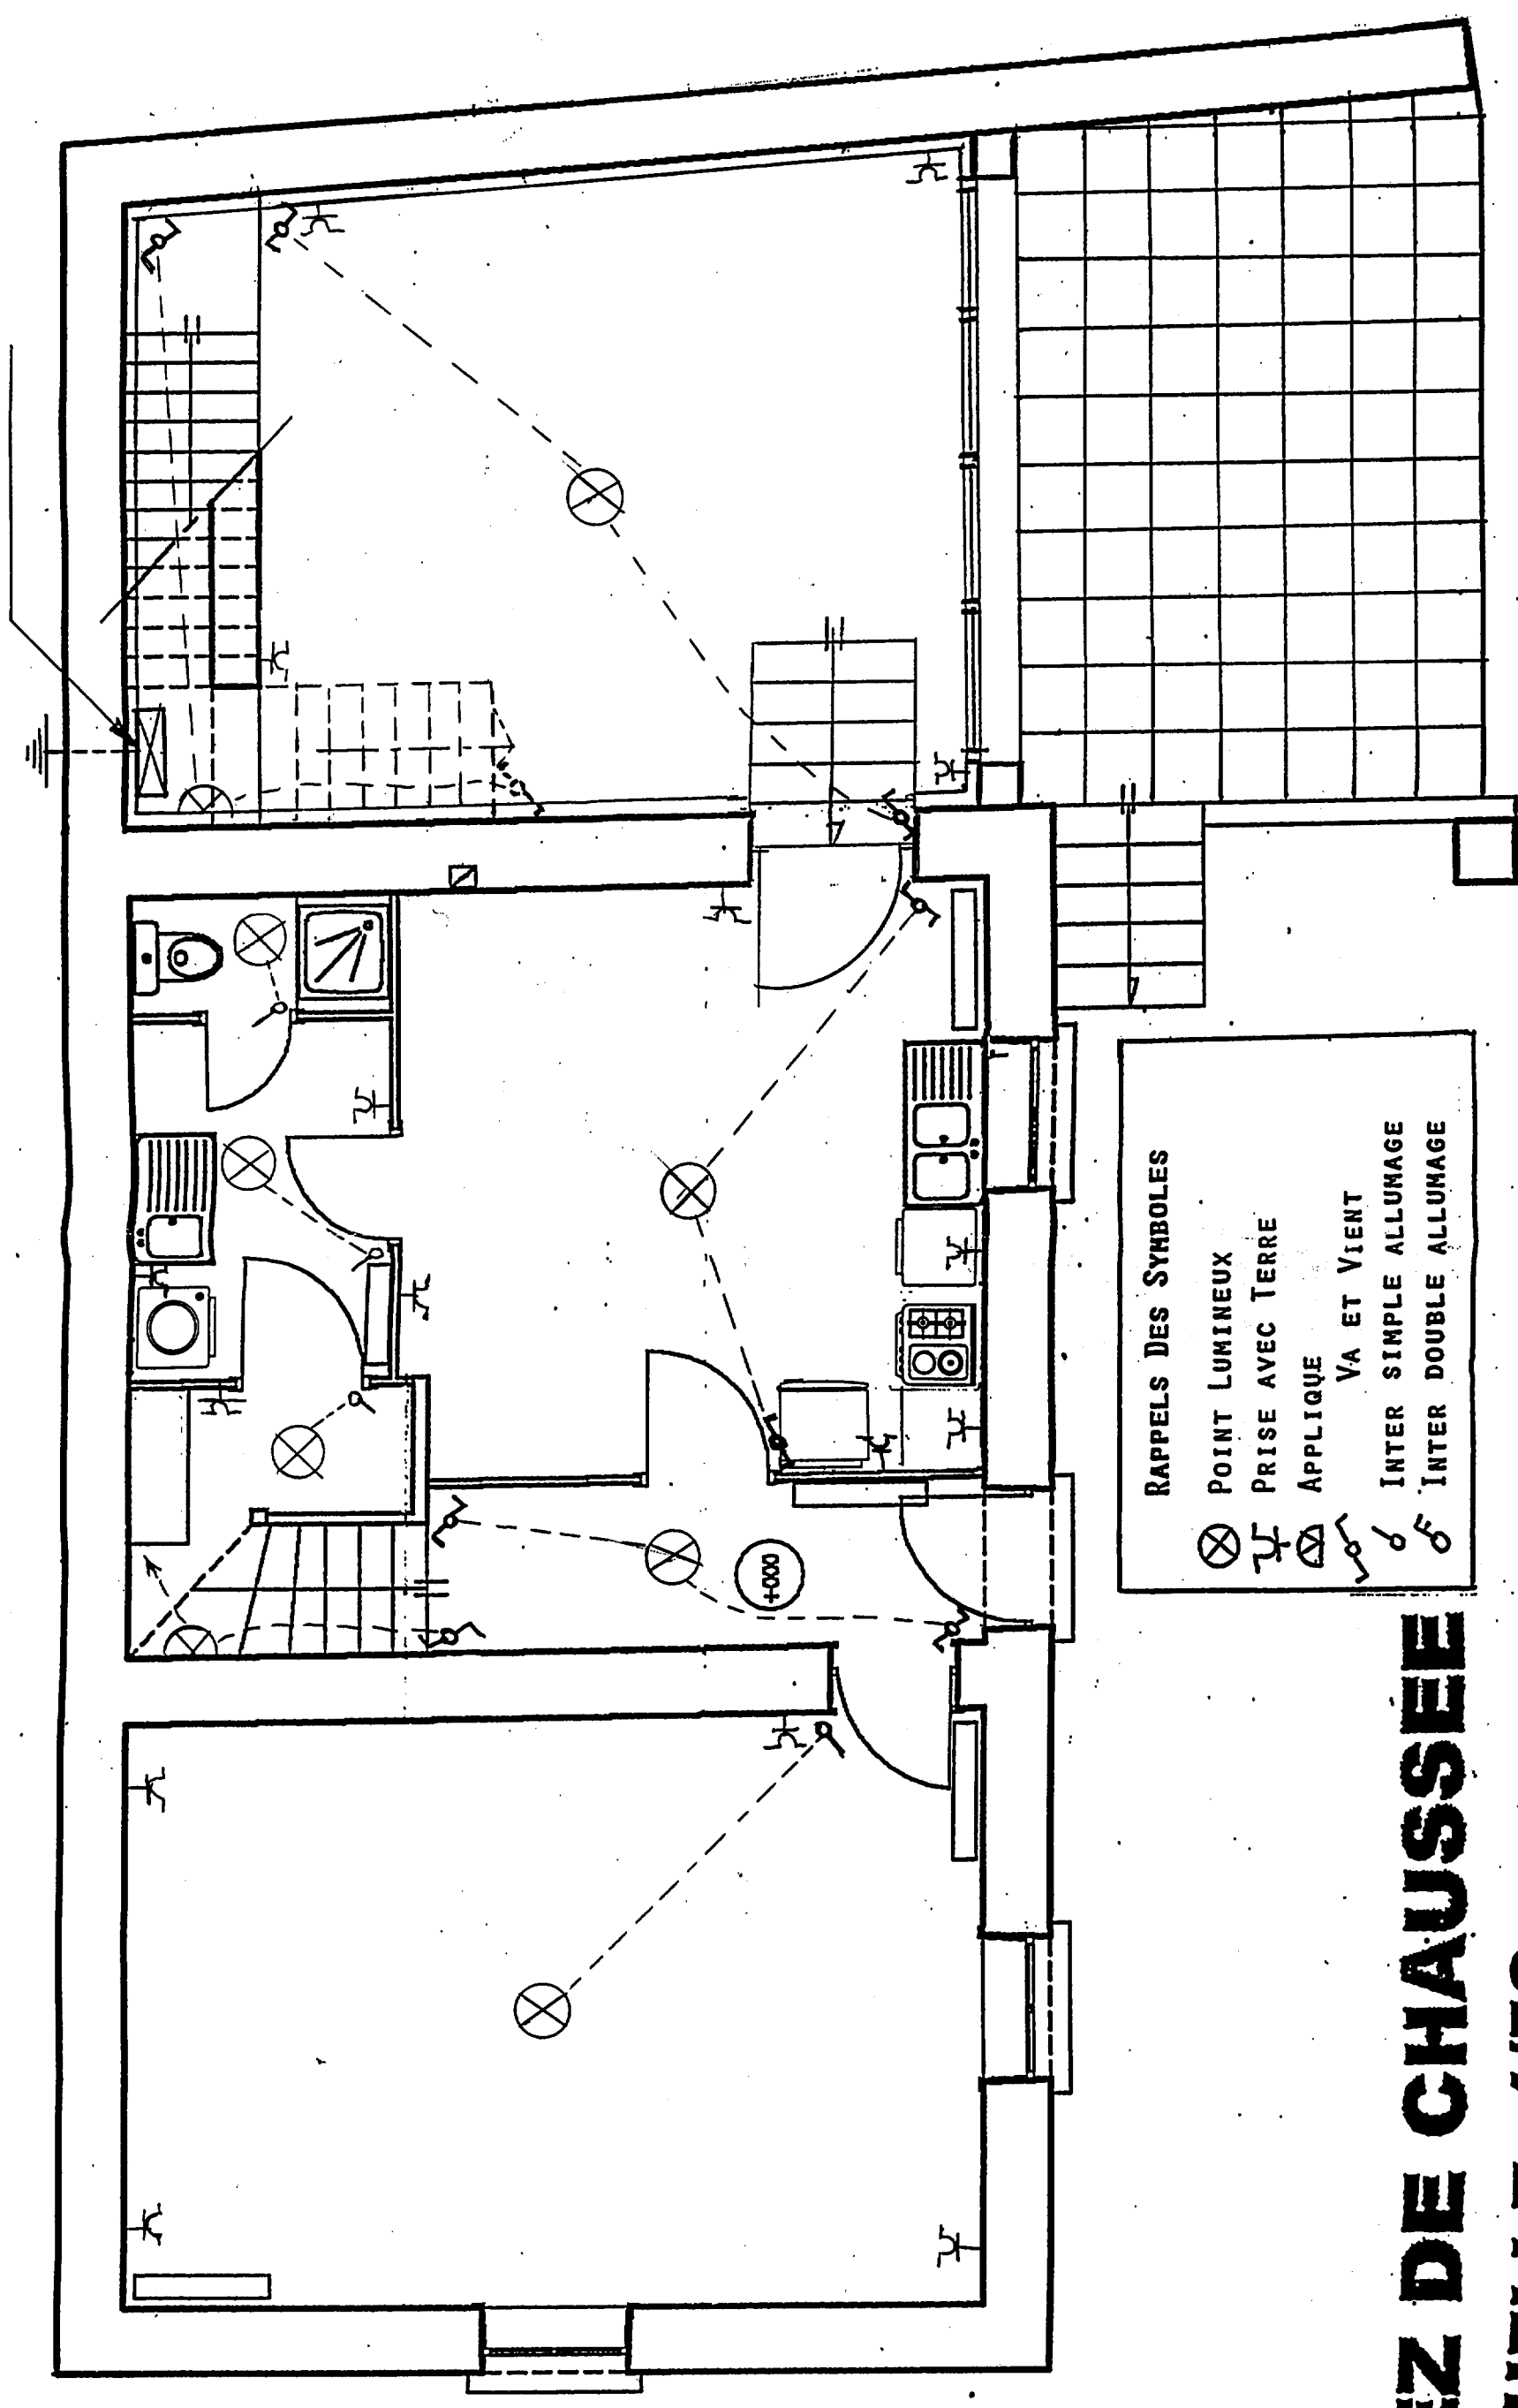 +000
RAPPELS DES SYMBOLES
POINT LUMINEUX
PRISE AVEC TERRE
APPLIQUE
VA ET VIENT
INTER SIMPLE ALLUMAGE
INTER DOUBLE ALLUMAGE
DE CHAUSSEE